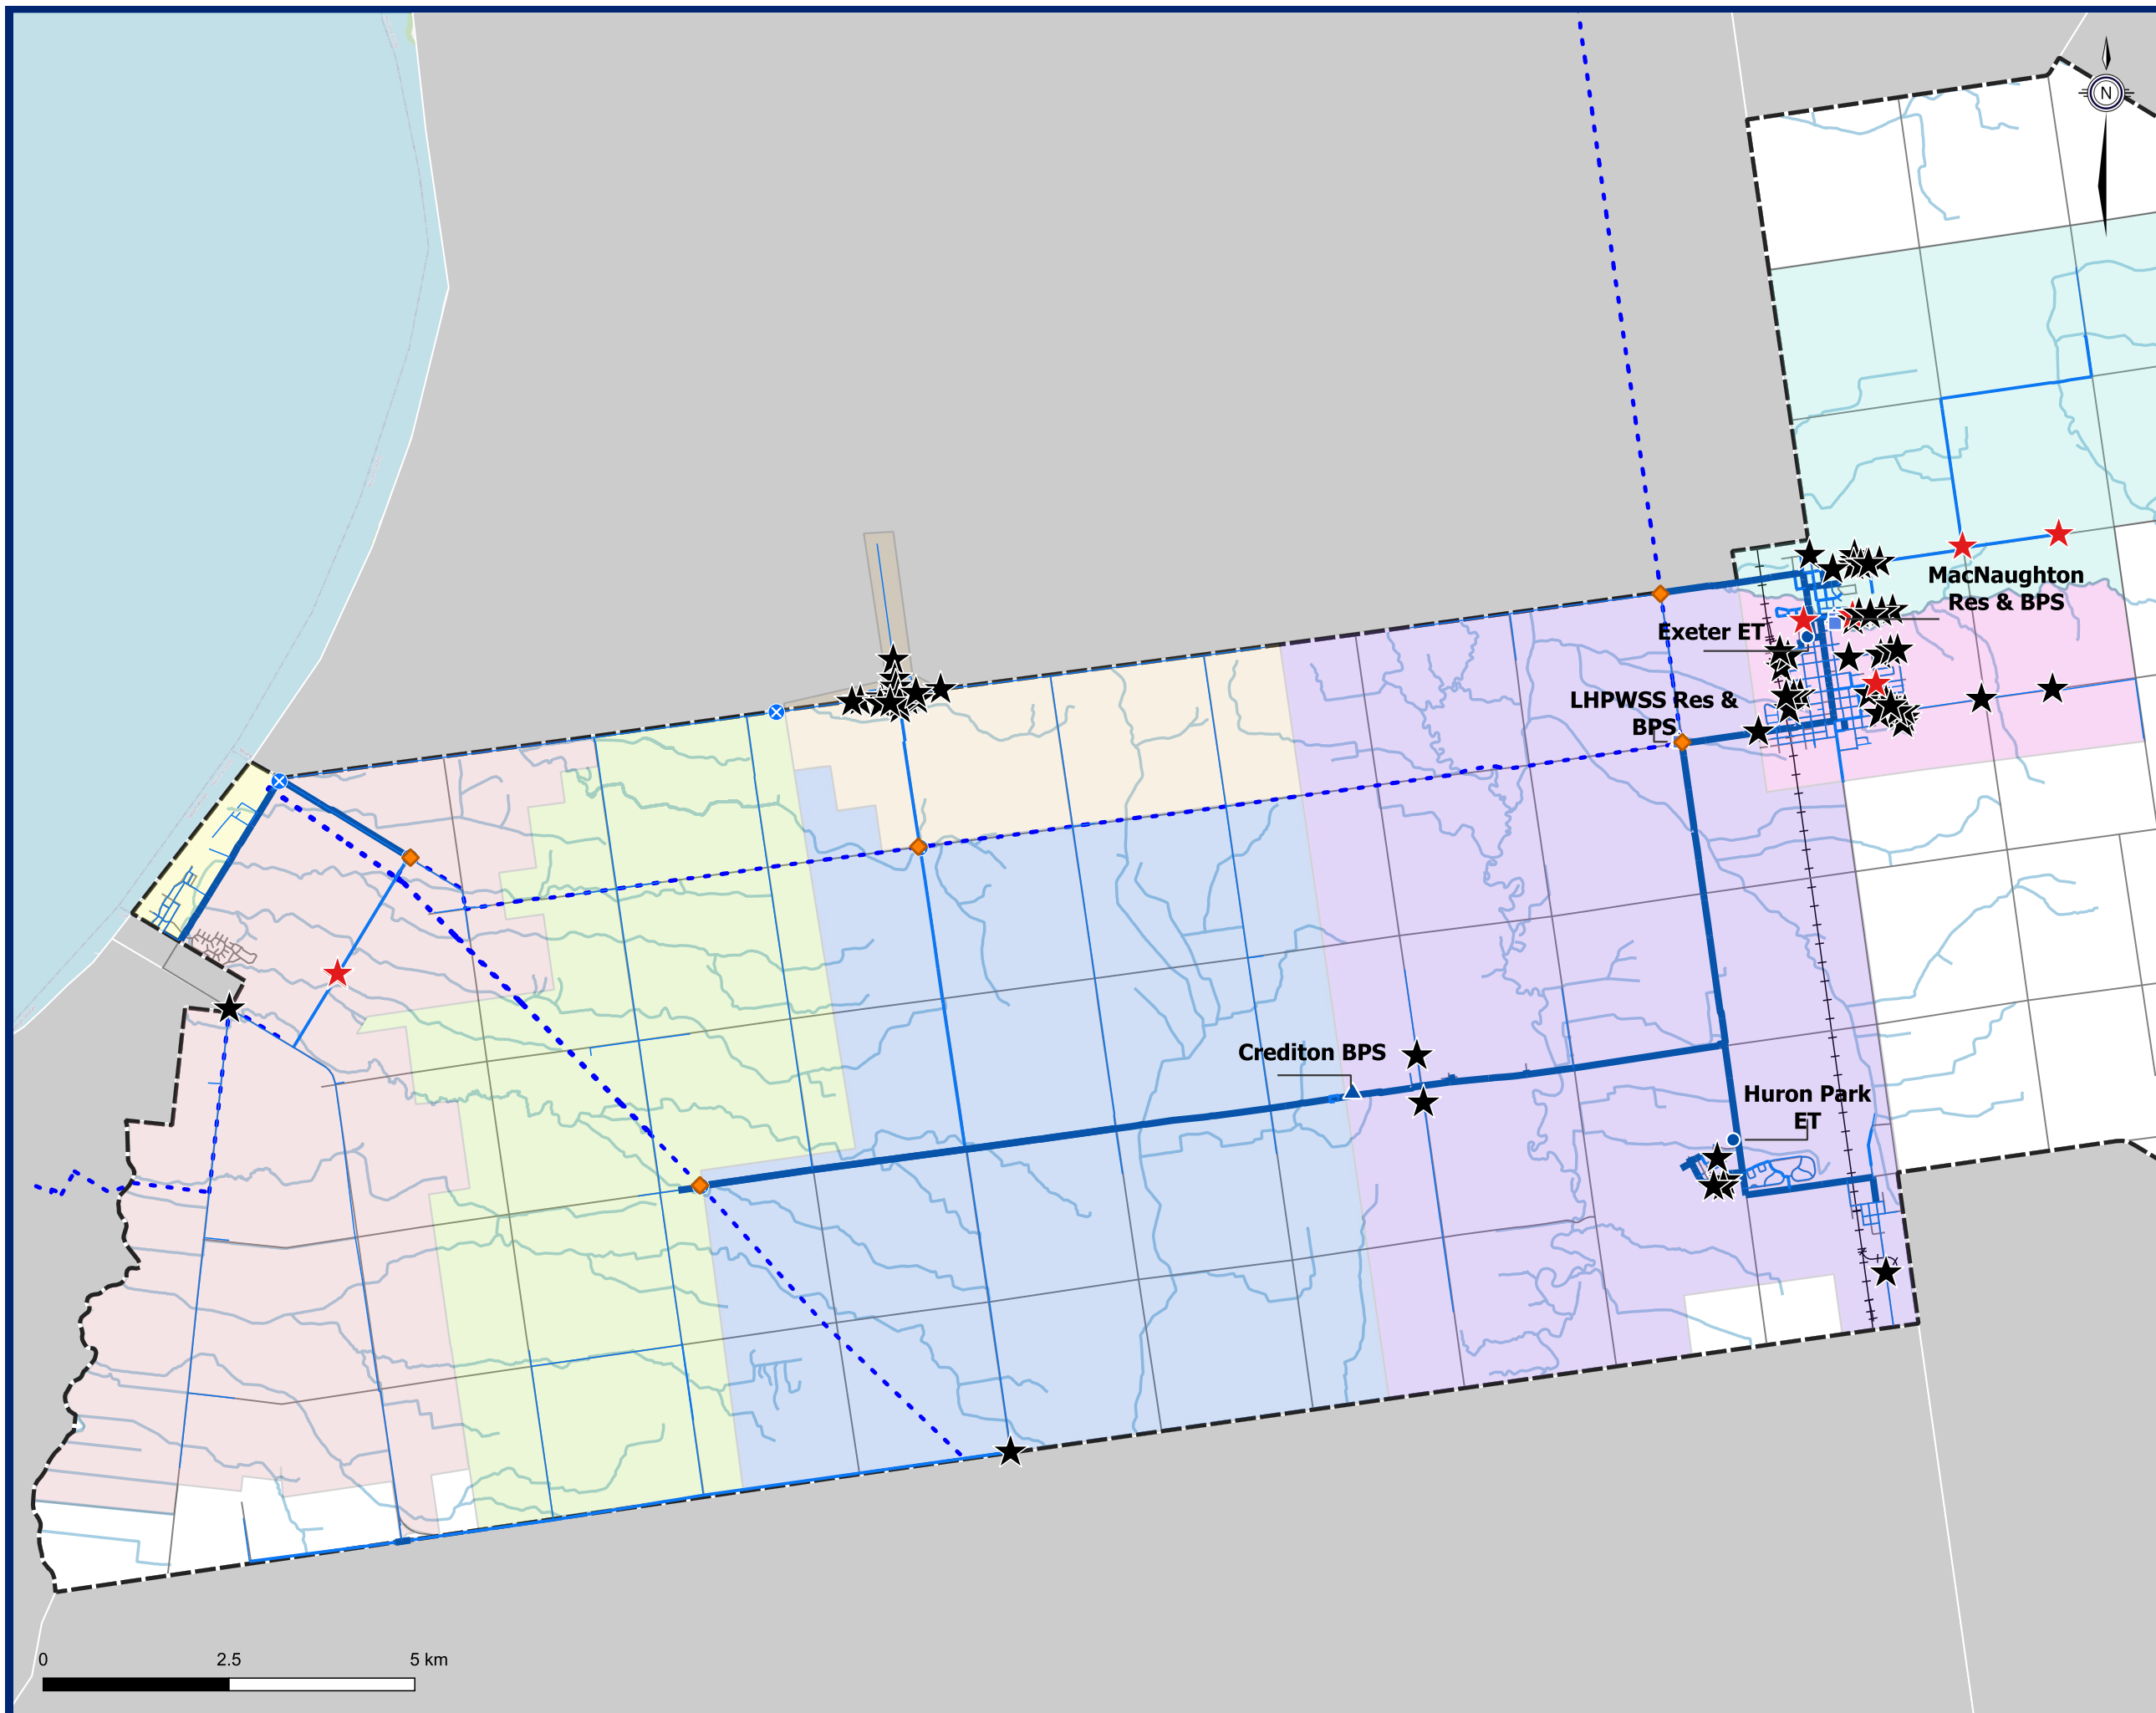 N
MacNaughton
Res & BPS
Exeter ET
LHPWSS Res &
BPS
Crediton BPS
Huron Park
ET
0 2.5 5 km